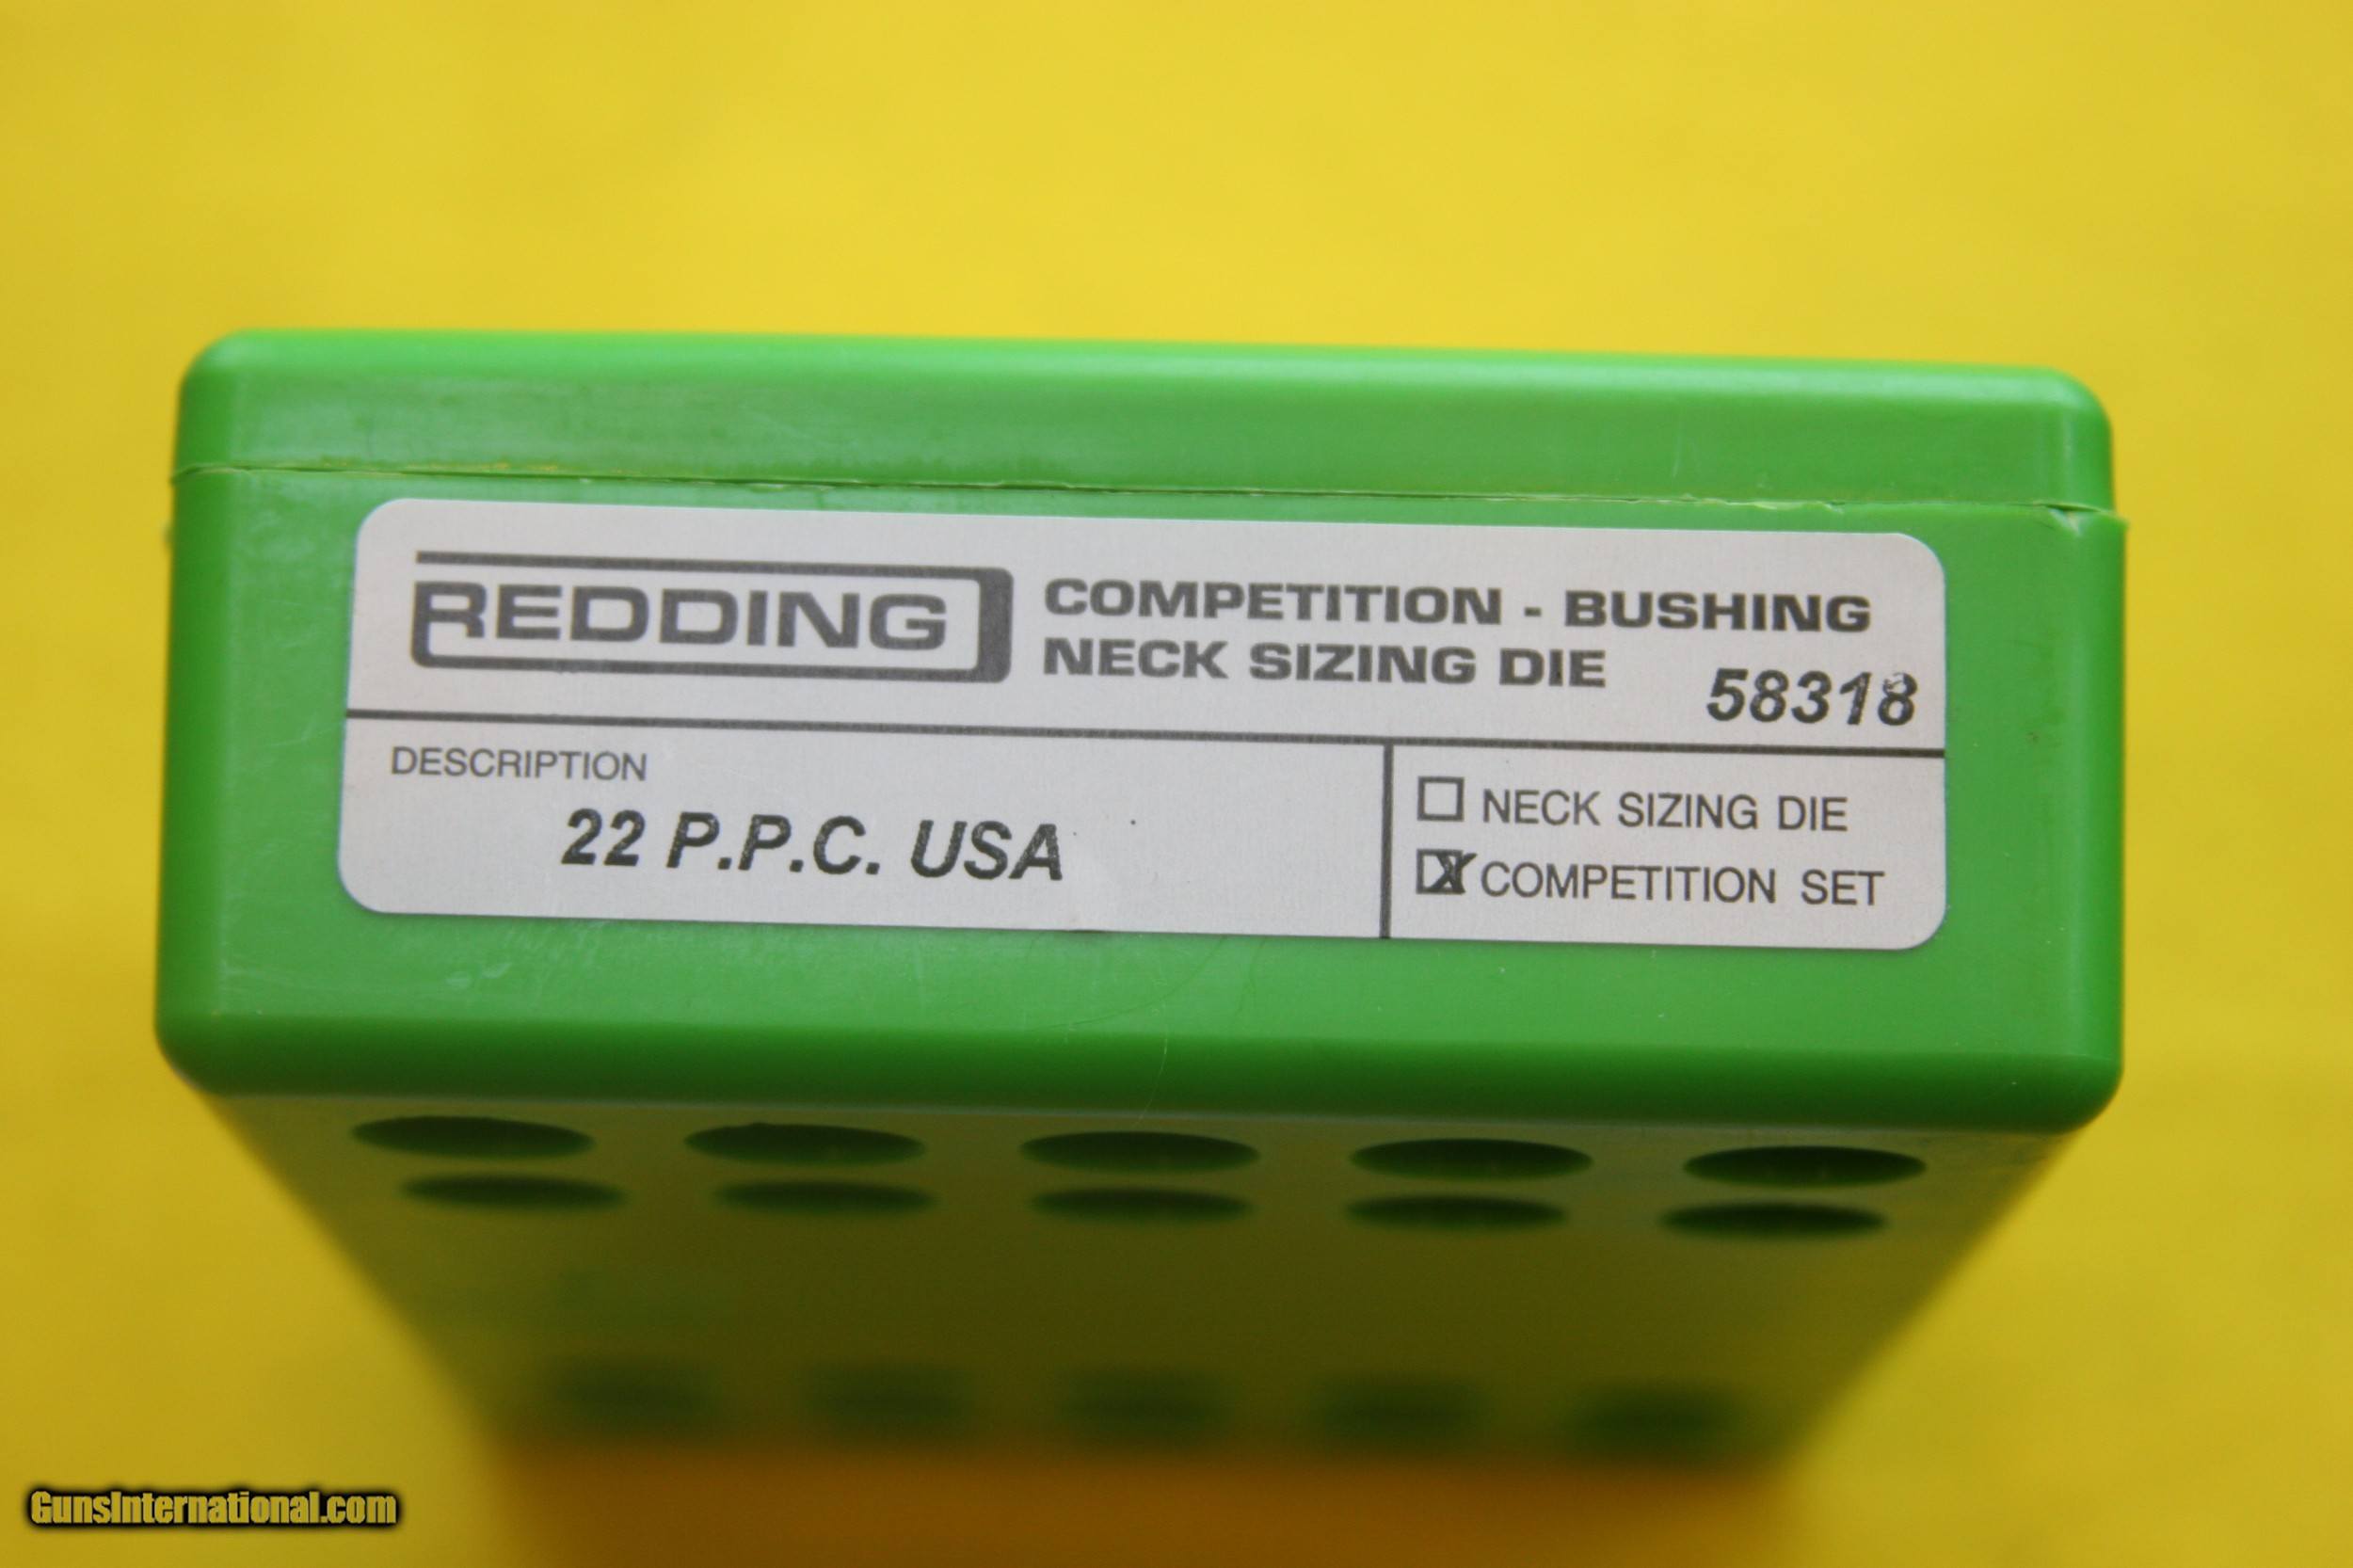 REDDING
COMPETITION - BUSHING
NECK SIZING DIE
58318
DESCRIPTION
22 P.P.C. USA
NECK SIZING DIE
X COMPETITION SET
GunsInternational.com